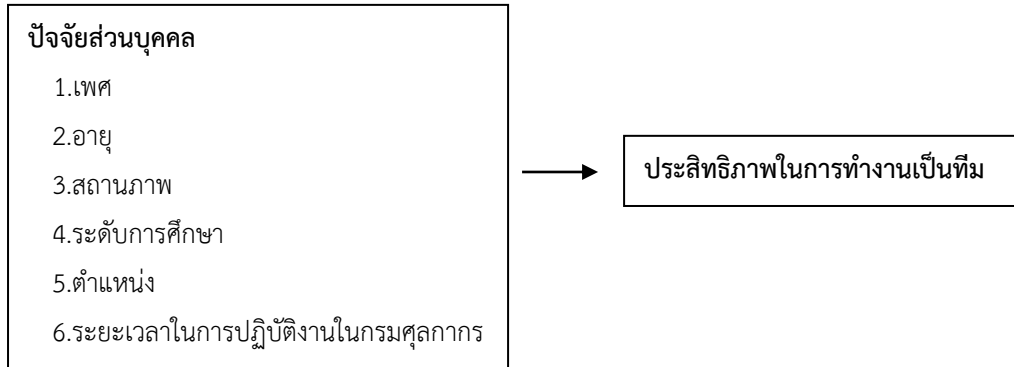 ปัจจัยส่วนบุคคล
1.เพศ
2.อายุ
3.สถานภาพ
4.ระดับการศึกษา
5.ตำแหน่ง
6.ระยะเวลาในการปฏิบัติงานในกรมศุลกากร
ประสิทธิภาพในการทำงานเป็นทีม